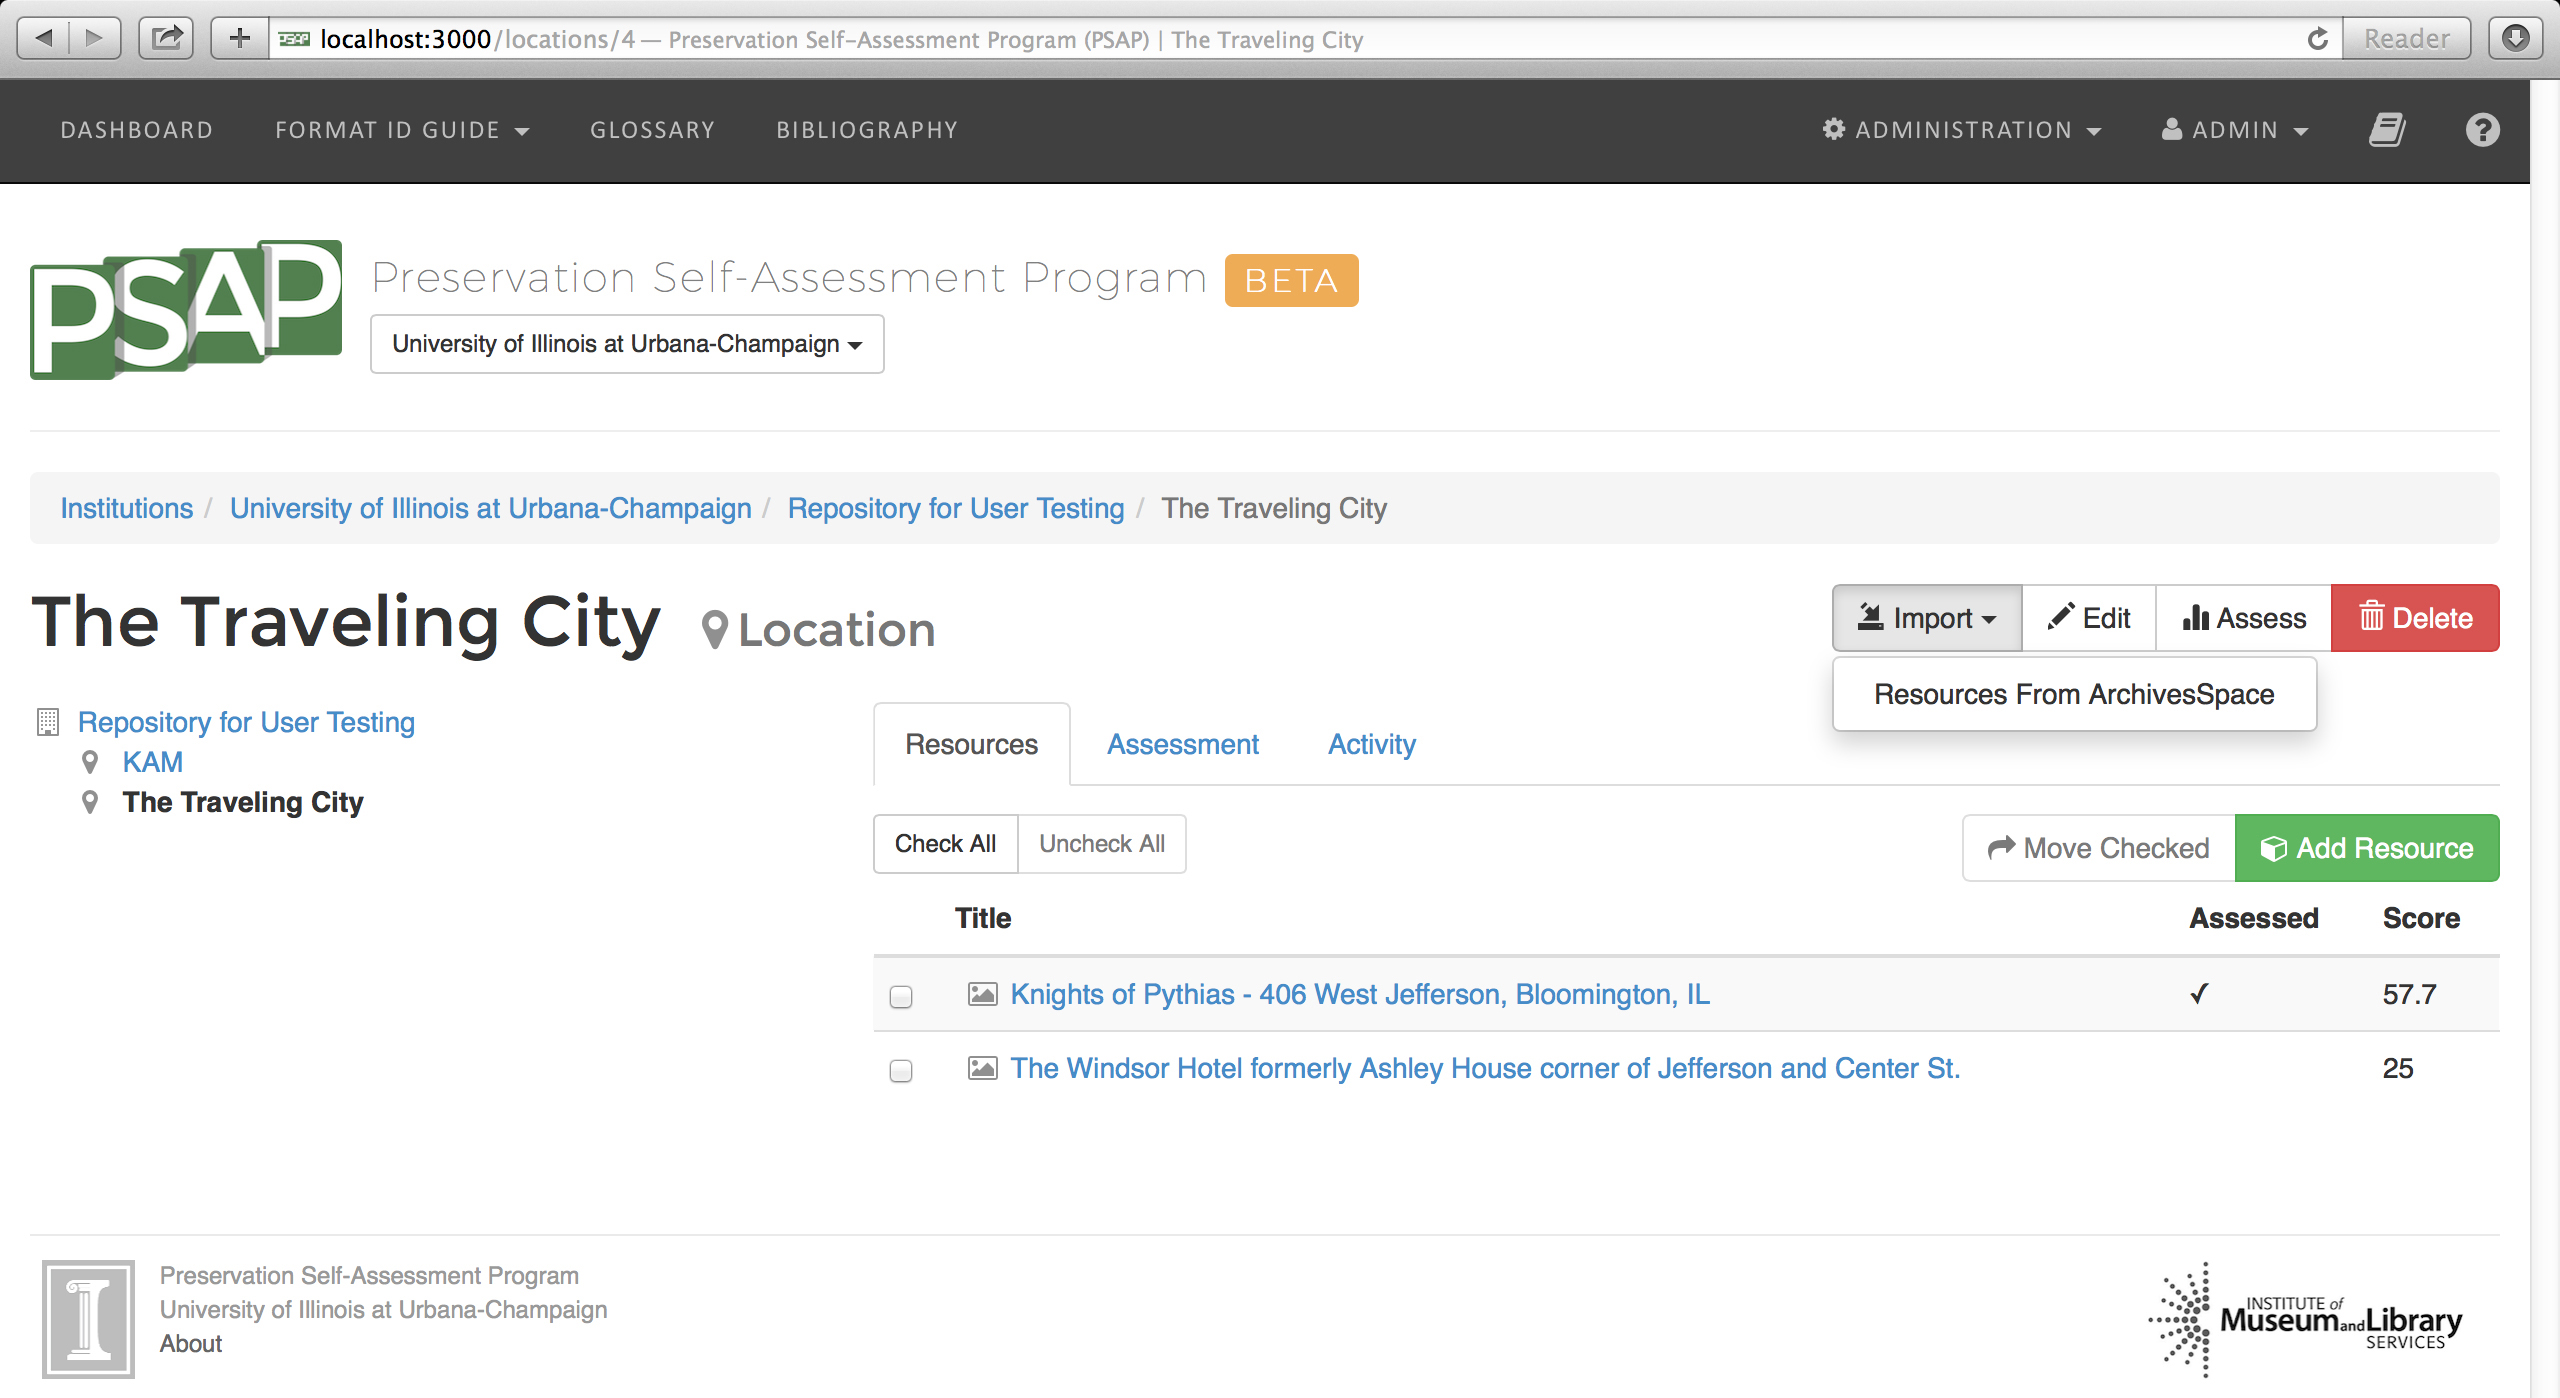 localhost:3000/locations/4 — Preservation Self-Assessment Program (PSAP) | The Traveling City
Reader
DASHBOARD
FORMAT ID GUIDE
GLOSSARY
BIBLIOGRAPHY
ADMINISTRATION
ADMIN
PSAP
Preservation Self-Assessment Program BETA
University of Illinois at Urbana-Champaign
Institutions / University of Illinois at Urbana-Champaign / Repository for User Testing / The Traveling City
The Traveling City Location
Import
Edit
Assess
Delete
Resources From ArchivesSpace
Repository for User Testing
KAM
The Traveling City
Resources
Assessment
Activity
Check All
Uncheck All
Move Checked
Add Resource
Title Assessed Score
Knights of Pythias - 406 West Jefferson, Bloomington, IL ✓ 57.7
The Windsor Hotel formerly Ashley House corner of Jefferson and Center St. 25
Preservation Self-Assessment Program
University of Illinois at Urbana-Champaign
About
INSTITUTE of
Museum and Library
SERVICES